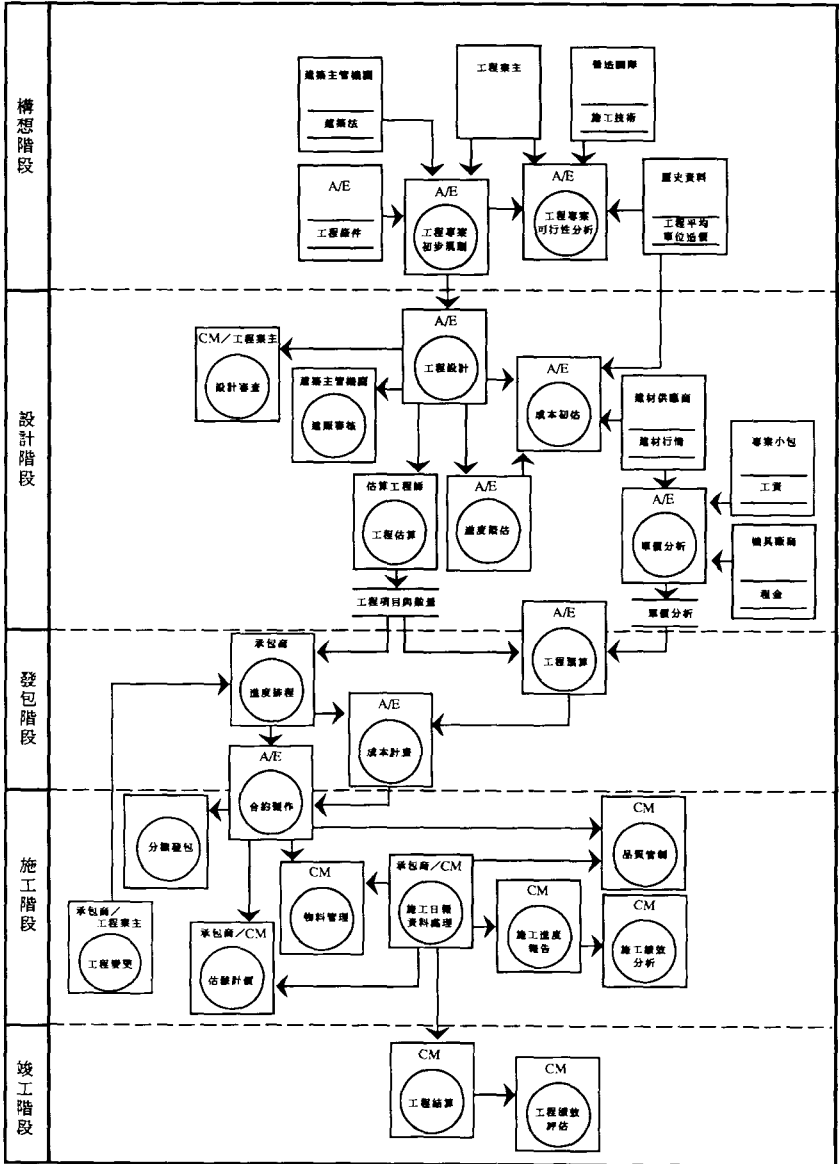 構想階段
建築主管機關
建築法
工程業主
營造團隊
施工技術
A/E
工程條件
A/E
工程專案
初步規劃
A/E
工程專案
可行性分析
歷史資料
工程平均
單位造價
設計階段
CM/工程業主
設計審查
建築主管機關
建照審核
A/E
工程設計
A/E
成本初估
建材供應商
建材行情
專業小包
工資
估算工程師
工程估算
A/E
進度概估
A/E
單價分析
機具廠商
租金
工程項目與數量
單價分析
發包階段
承包商
進度排程
A/E
工程預算
A/E
成本計畫
A/E
合約製作
施工階段
分標發包
CM
品質管制
承包商/
工程業主
工程變更
CM
物料管理
承包商/CM
施工日報
資料處理
CM
施工進度
報告
CM
施工績效
分析
承包商/CM
估驗計價
竣工階段
CM
工程結算
CM
工程績效
評估